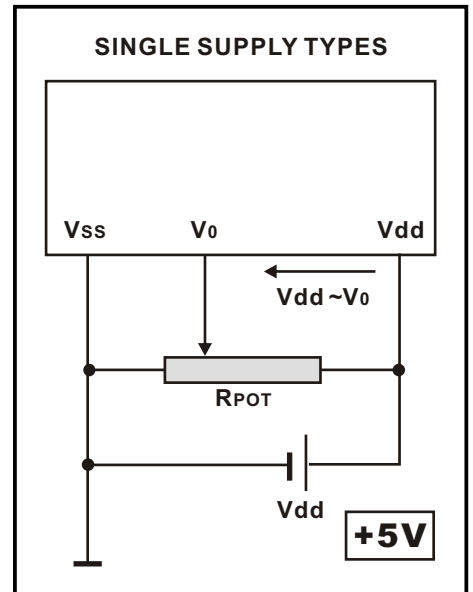 SINGLE SUPPLY TYPES
Vss V0 Vdd
Vdd ~V0
RPOT
Vdd
+5V